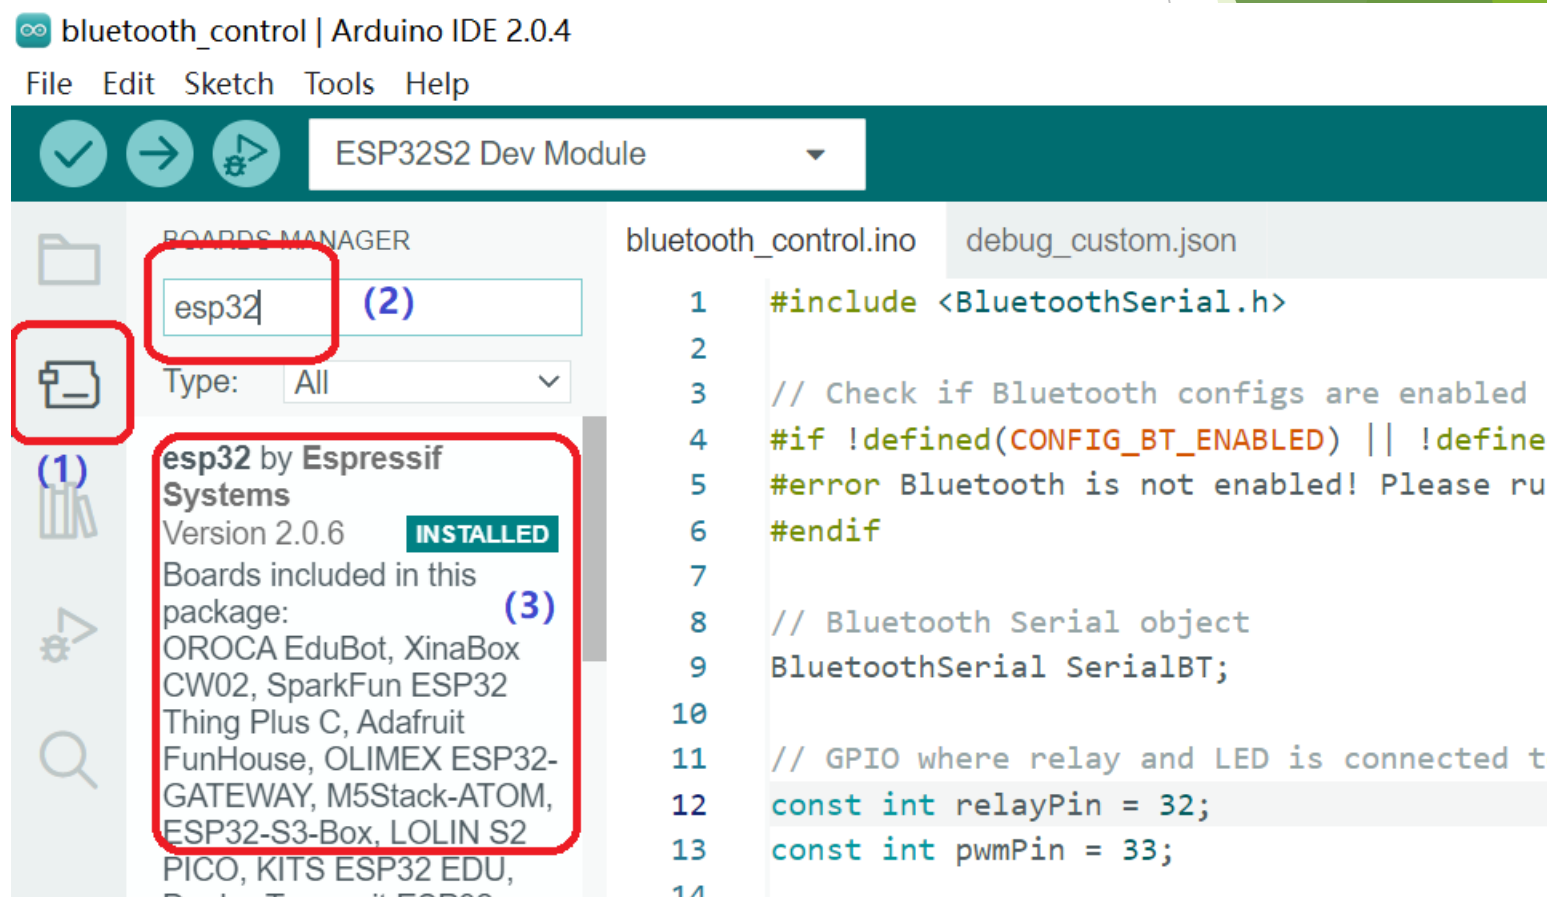 bluetooth_control | Arduino IDE 2.0.4
File Edit Sketch Tools Help
ESP32S2 Dev Module
BOARDS MANAGER
esp32
(2)
Type: All
(1)
esp32 by Espressif
Systems
Version 2.0.6 INSTALLED
Boards included in this
package:
(3)
OROCA EduBot, XinaBox
CW02, SparkFun ESP32
Thing Plus C, Adafruit
FunHouse, OLIMEX ESP32-
GATEWAY, M5Stack-ATOM,
ESP32-S3-Box, LOLIN S2
PICO, KITS ESP32 EDU,
bluetooth_control.ino debug_custom.json
1 #include <BluetoothSerial.h>
2
3 // Check if Bluetooth configs are enabled
4 #if !defined(CONFIG_BT_ENABLED) || !define
5 #error Bluetooth is not enabled! Please ru
6 #endif
7
8 // Bluetooth Serial object
9 BluetoothSerial SerialBT;
10
11 // GPIO where relay and LED is connected t
12 const int relayPin = 32;
13 const int pwmPin = 33;
14